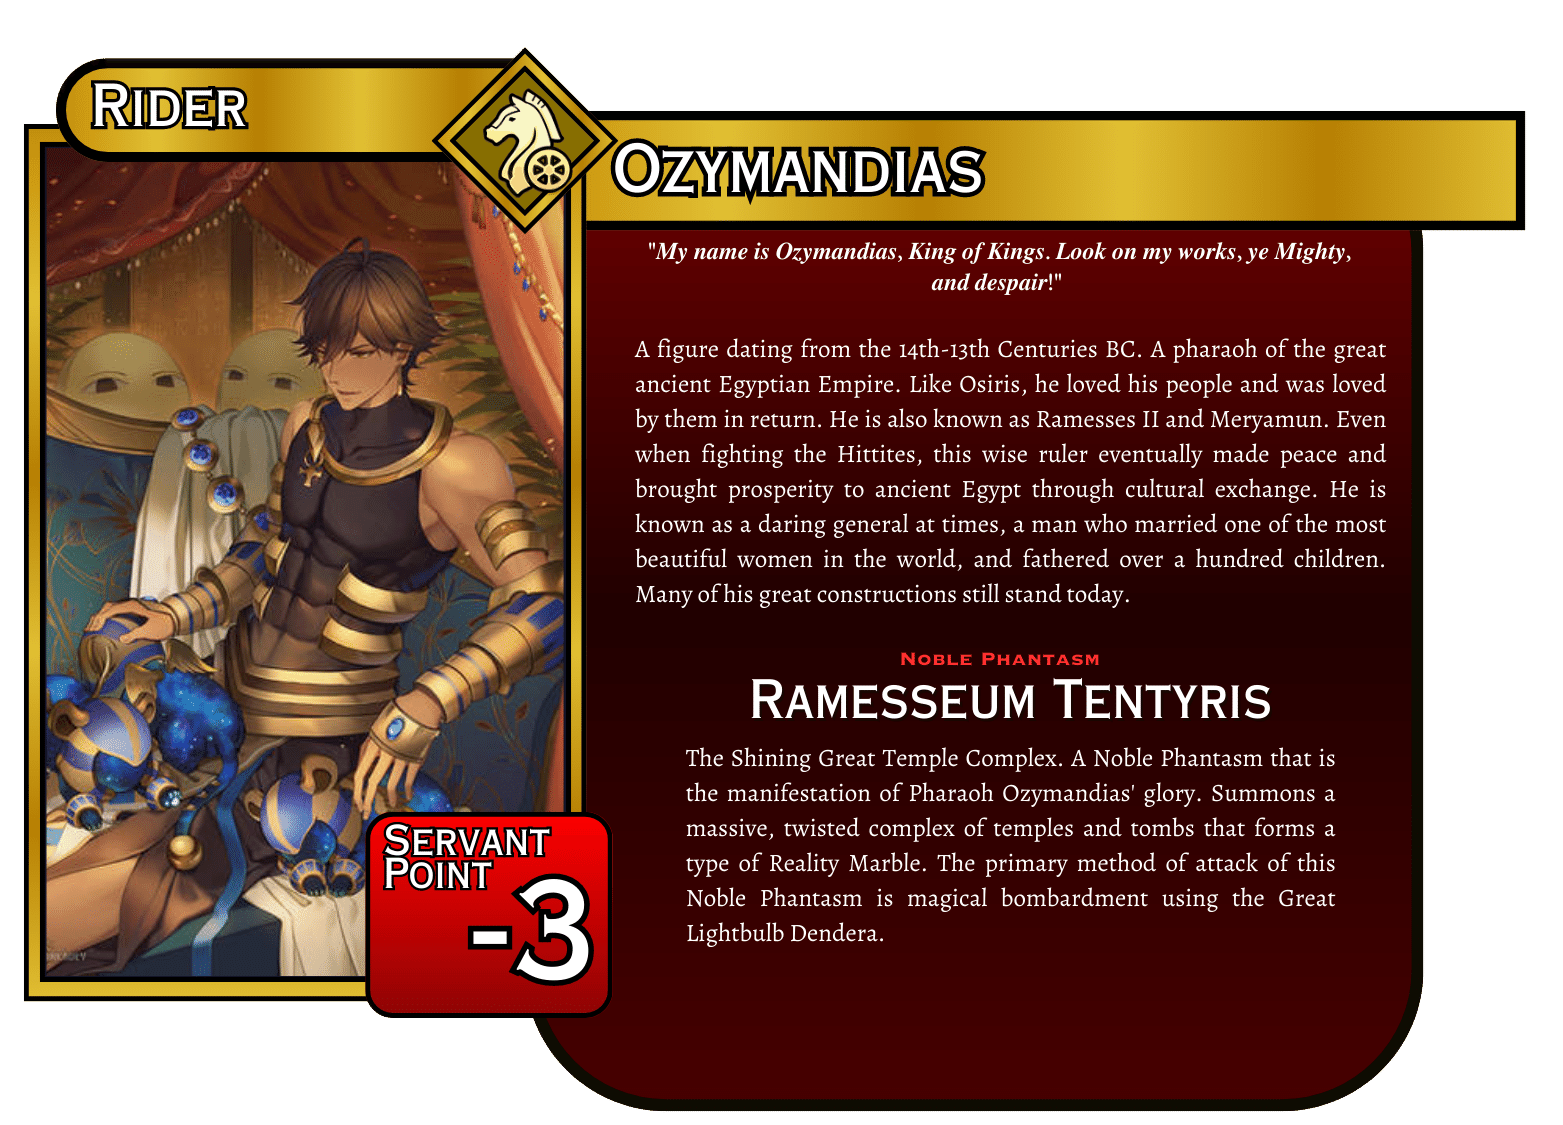 RIDER
OZYMANDIAS
"My name is Ozymandias, King of Kings. Look on my works, ye Mighty,
and despair!"
A figure dating from the 14th-13th Centuries BC. A pharaoh of the great
ancient Egyptian Empire. Like Osiris, he loved his people and was loved
by them in return. He is also known as Ramesses II and Meryamun. Even
when fighting the Hittites, this wise ruler eventually made peace and
brought prosperity to ancient Egypt through cultural exchange. He is
known as a daring general at times, a man who married one of the most
beautiful women in the world, and fathered over a hundred children.
Many of his great constructions still stand today.
NOBLE PHANTASM
RAMESSEUM TENTYRIS
The Shining Great Temple Complex. A Noble Phantasm that is
the manifestation of Pharaoh Ozymandias' glory. Summons a
massive, twisted complex of temples and tombs that forms a
type of Reality Marble. The primary method of attack of this
Noble Phantasm is magical bombardment using the Great
Lightbulb Dendera.
SERVANT
POINT
-3